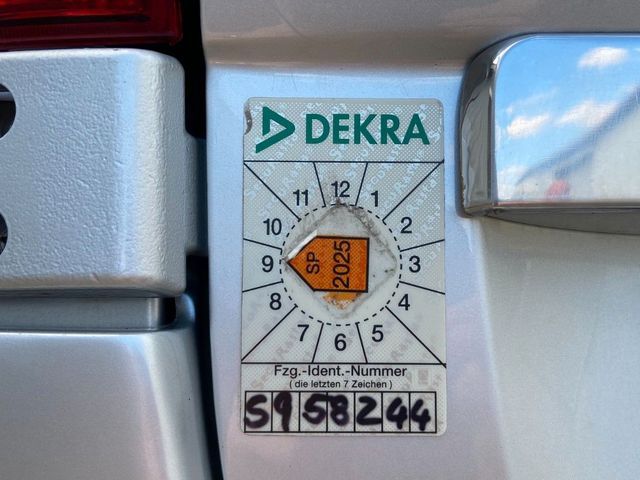 DEKRA
12
11 1
10 2
9 3
8 4
7 5
6
SP
2025
Fzg.-Ident.-Nummer
(die letzten 7 Zeichen)
S958244